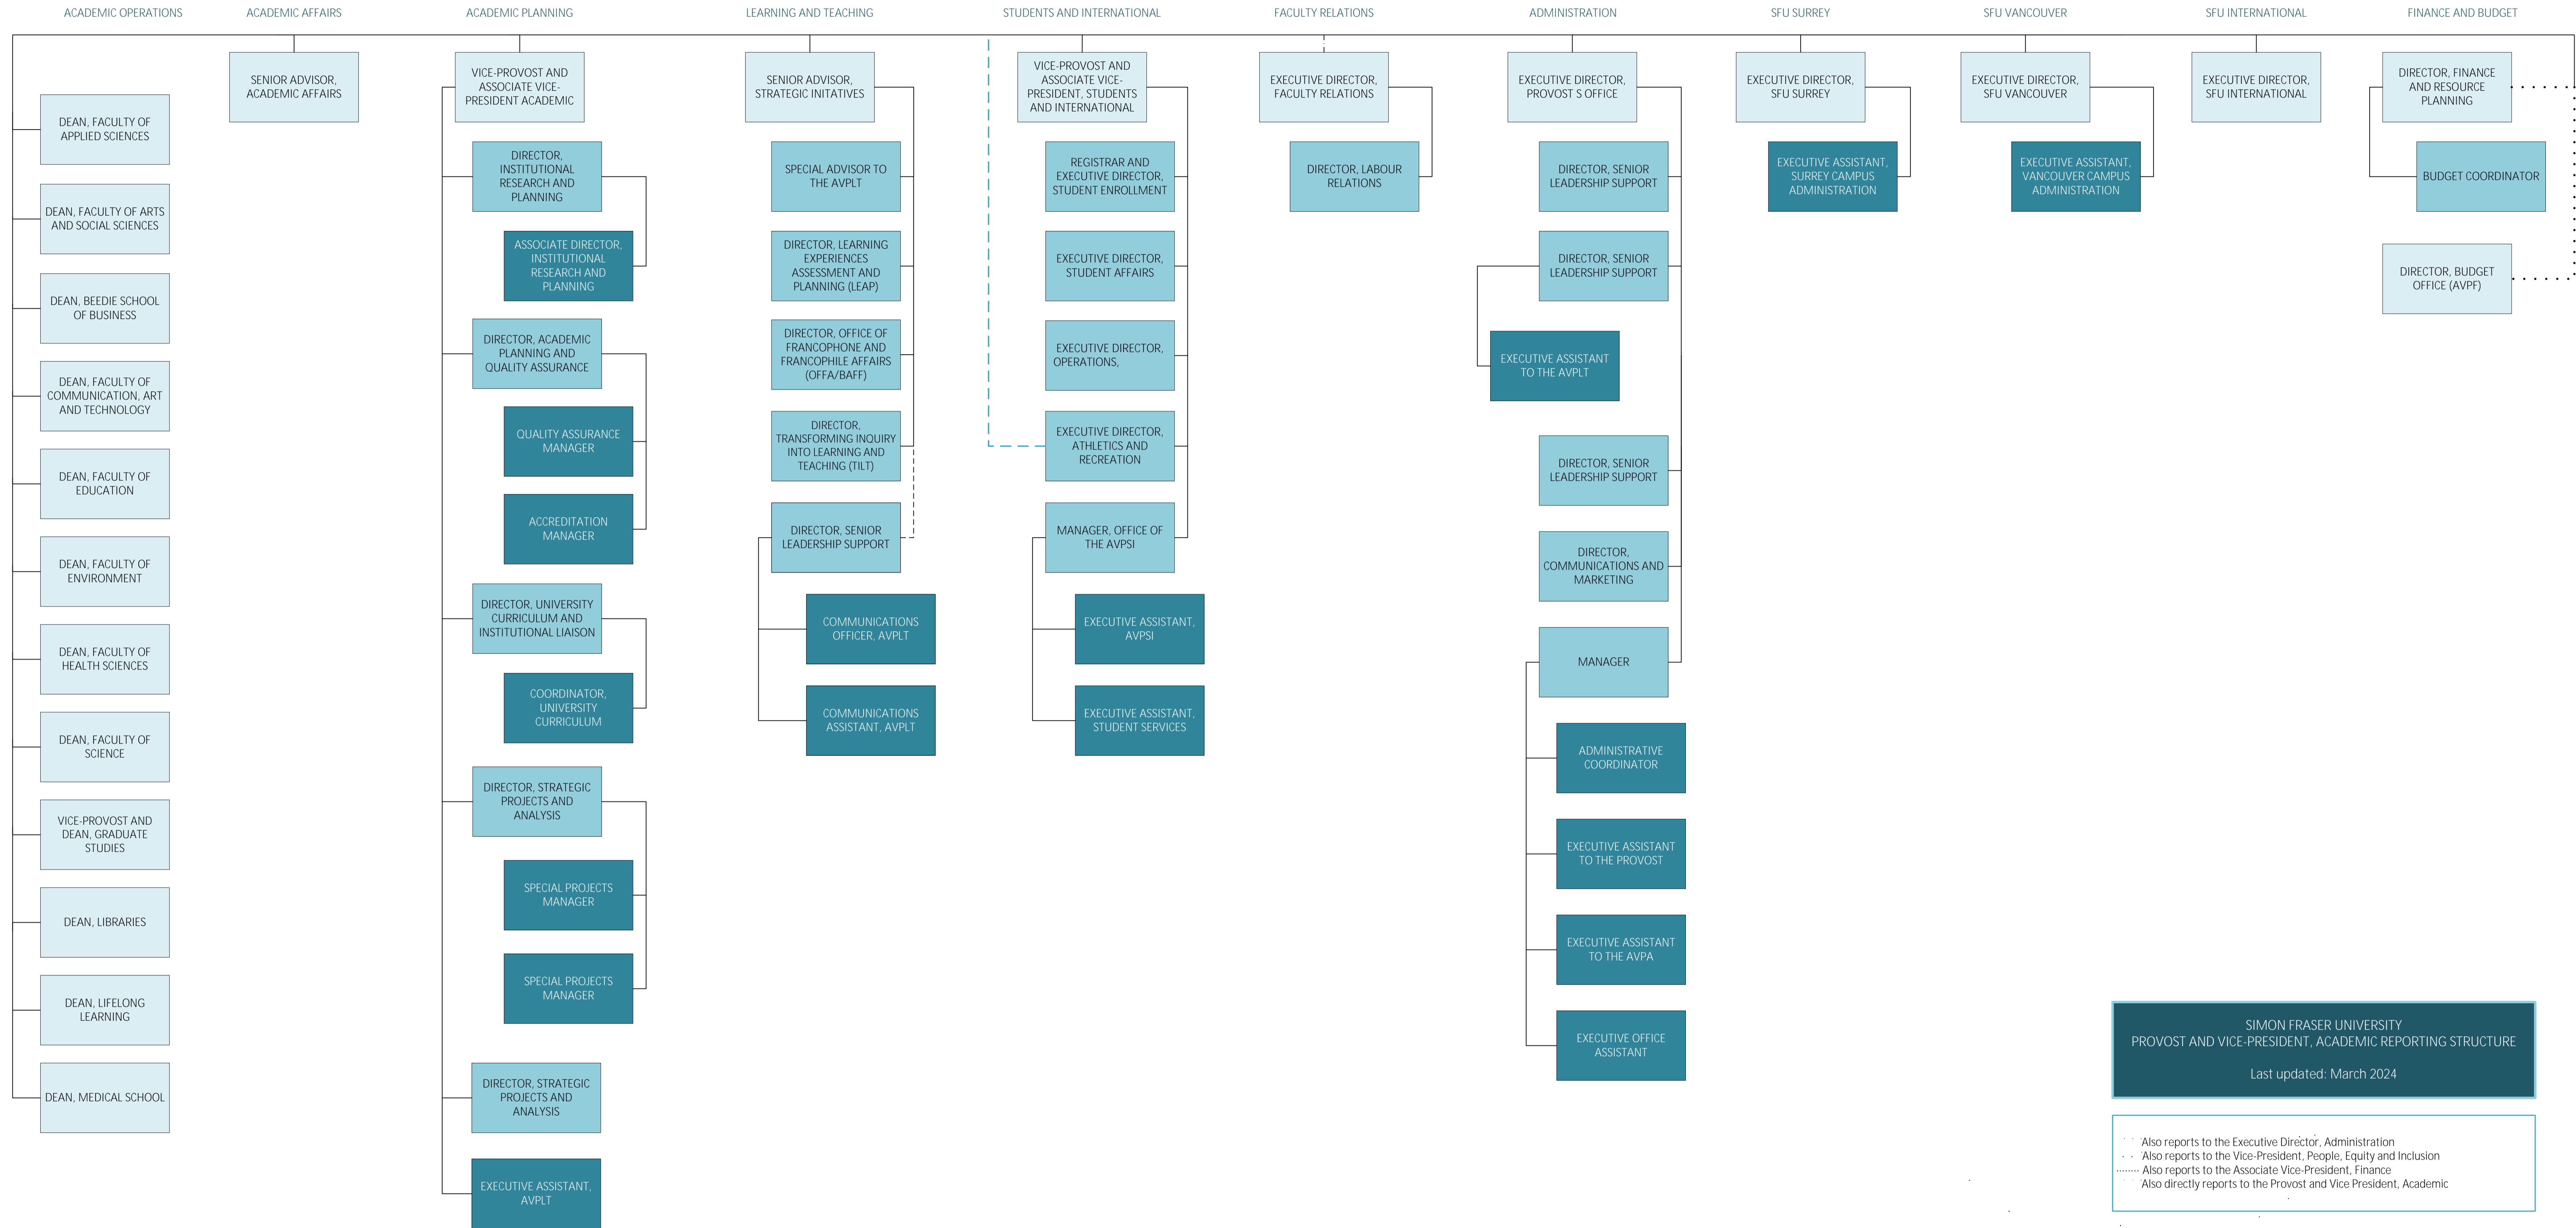 ACADEMIC OPERATIONS
DEAN, FACULTY OF
APPLIED SCIENCES
DEAN, FACULTY OF ARTS
AND SOCIAL SCIENCES
DEAN, BEEDIE SCHOOL
OF BUSINESS
DEAN, FACULTY OF
COMMUNICATION, ART
AND TECHNOLOGY
DEAN, FACULTY OF
EDUCATION
DEAN, FACULTY OF
ENVIRONMENT
DEAN, FACULTY OF
HEALTH SCIENCES
DEAN, FACULTY OF
SCIENCE
VICE-PROVOST AND
DEAN, GRADUATE
STUDIES
DEAN, LIBRARIES
DEAN, LIFELONG
LEARNING
DEAN, MEDICAL SCHOOL
ACADEMIC AFFAIRS
SENIOR ADVISOR,
ACADEMIC AFFAIRS
ACADEMIC PLANNING
VICE-PROVOST AND
ASSOCIATE VICE-
PRESIDENT ACADEMIC
DIRECTOR,
INSTITUTIONAL
RESEARCH AND
PLANNING
ASSOCIATE DIRECTOR,
INSTITUTIONAL
RESEARCH AND
PLANNING
DIRECTOR, ACADEMIC
PLANNING AND
QUALITY ASSURANCE
QUALITY ASSURANCE
MANAGER
ACCREDITATION
MANAGER
DIRECTOR, UNIVERSITY
CURRICULUM AND
INSTITUTIONAL LIAISON
COORDINATOR,
UNIVERSITY
CURRICULUM
DIRECTOR, STRATEGIC
PROJECTS AND
ANALYSIS
SPECIAL PROJECTS
MANAGER
SPECIAL PROJECTS
MANAGER
DIRECTOR, STRATEGIC
PROJECTS AND
ANALYSIS
EXECUTIVE ASSISTANT,
AVPLT
LEARNING AND TEACHING
SENIOR ADVISOR,
STRATEGIC INITATIVES
SPECIAL ADVISOR TO
THE AVPLT
DIRECTOR, LEARNING
EXPERIENCES
ASSESSMENT AND
PLANNING (LEAP)
DIRECTOR, OFFICE OF
FRANCOPHONE AND
FRANCOPHILE AFFAIRS
(OFFA/BAFF)
DIRECTOR,
TRANSFORMING INQUIRY
INTO LEARNING AND
TEACHING (TILT)
DIRECTOR, SENIOR
LEADERSHIP SUPPORT
COMMUNICATIONS
OFFICER, AVPLT
COMMUNICATIONS
ASSISTANT, AVPLT
STUDENTS AND INTERNATIONAL
VICE-PROVOST AND
ASSOCIATE VICE-
PRESIDENT, STUDENTS
AND INTERNATIONAL
REGISTRAR AND
EXECUTIVE DIRECTOR,
STUDENT ENROLLMENT
EXECUTIVE DIRECTOR,
STUDENT AFFAIRS
EXECUTIVE DIRECTOR,
OPERATIONS,
EXECUTIVE DIRECTOR,
ATHLETICS AND
RECREATION
MANAGER, OFFICE OF
THE AVPSI
EXECUTIVE ASSISTANT,
AVPSI
EXECUTIVE ASSISTANT,
STUDENT SERVICES
FACULTY RELATIONS
EXECUTIVE DIRECTOR,
FACULTY RELATIONS
DIRECTOR, LABOUR
RELATIONS
ADMINISTRATION
EXECUTIVE DIRECTOR,
PROVOST S OFFICE
DIRECTOR, SENIOR
LEADERSHIP SUPPORT
DIRECTOR, SENIOR
LEADERSHIP SUPPORT
EXECUTIVE ASSISTANT
TO THE AVPLT
DIRECTOR, SENIOR
LEADERSHIP SUPPORT
DIRECTOR,
COMMUNICATIONS AND
MARKETING
MANAGER
ADMINISTRATIVE
COORDINATOR
EXECUTIVE ASSISTANT
TO THE PROVOST
EXECUTIVE ASSISTANT
TO THE AVPA
EXECUTIVE OFFICE
ASSISTANT
SFU SURREY
EXECUTIVE DIRECTOR,
SFU SURREY
EXECUTIVE ASSISTANT,
SURREY CAMPUS
ADMINISTRATION
SFU VANCOUVER
EXECUTIVE DIRECTOR,
SFU VANCOUVER
EXECUTIVE ASSISTANT,
VANCOUVER CAMPUS
ADMINISTRATION
SFU INTERNATIONAL
EXECUTIVE DIRECTOR,
SFU INTERNATIONAL
FINANCE AND BUDGET
DIRECTOR, FINANCE
AND RESOURCE
PLANNING
BUDGET COORDINATOR
DIRECTOR, BUDGET
OFFICE (AVPF)
SIMON FRASER UNIVERSITY
PROVOST AND VICE-PRESIDENT, ACADEMIC REPORTING STRUCTURE
Last updated: March 2024
Also reports to the Executive Director, Administration
Also reports to the Vice-President, People, Equity and Inclusion
Also reports to the Associate Vice-President, Finance
Also directly reports to the Provost and Vice President, Academic